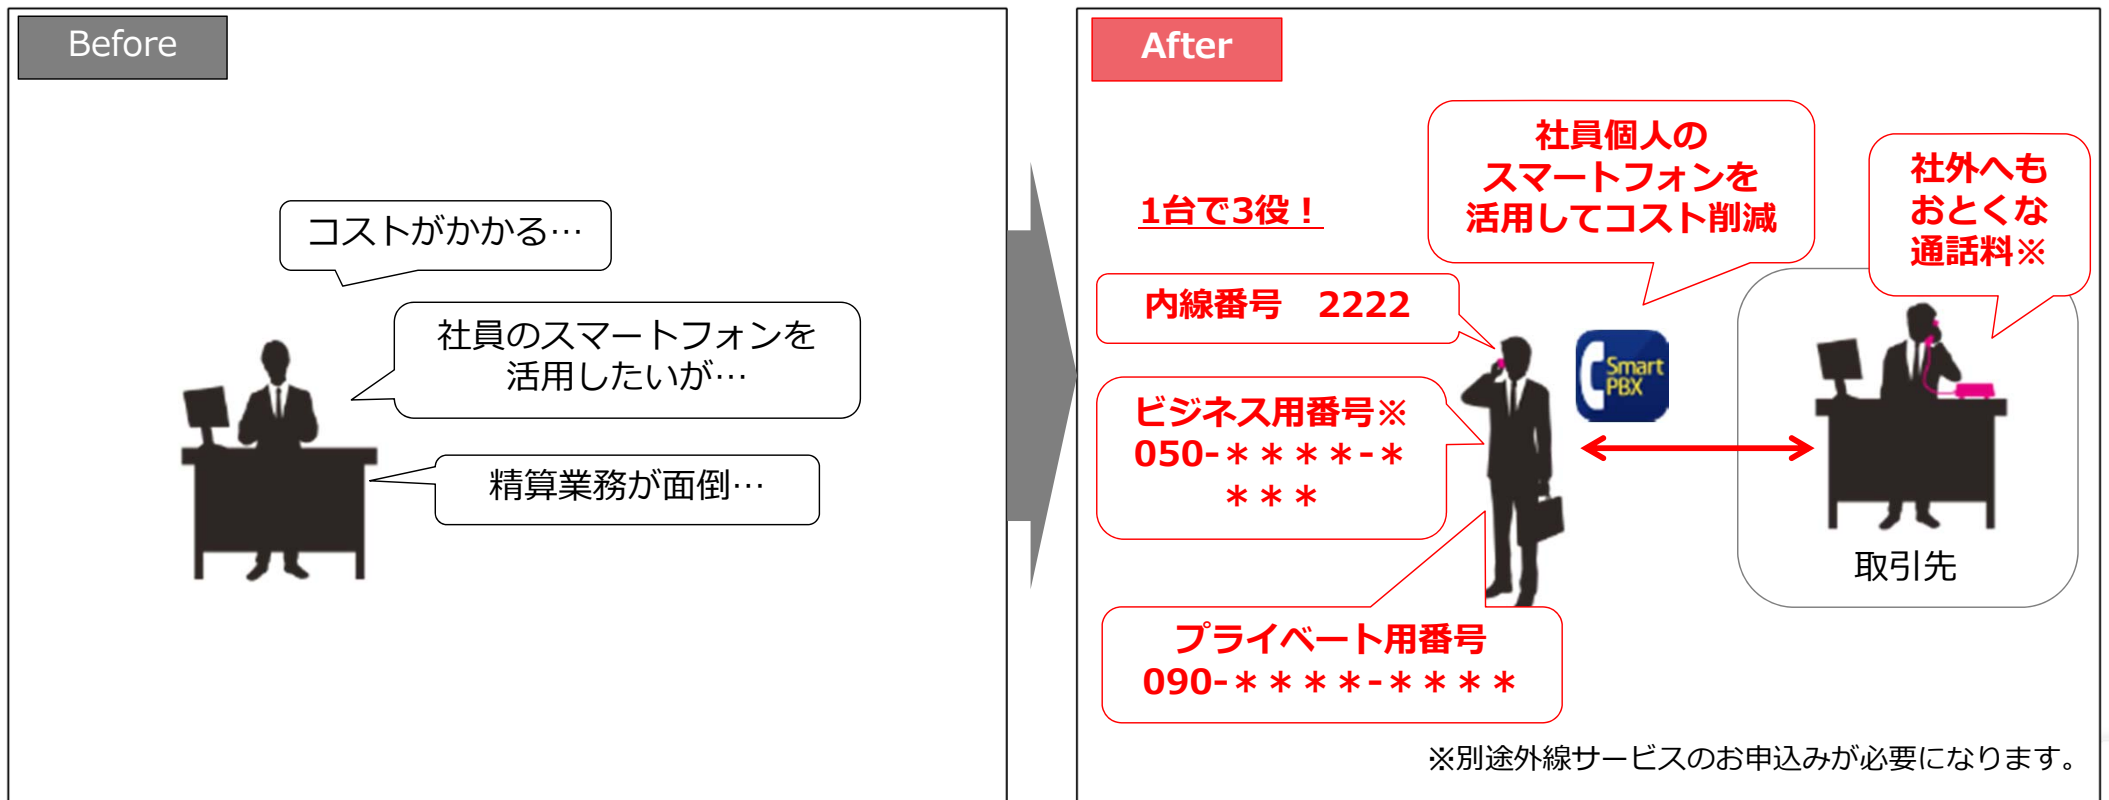 Before
コストがかかる…
社員のスマートフォンを
活用したいが…
精算業務が面倒…
After
1台で3役！
社員個人の
スマートフォンを
活用してコスト削減
社外へも
おとくな
通話料※
内線番号　2222
Smart
PBX
ビジネス用番号※
050-＊＊＊＊-＊
＊＊＊
取引先
プライベート用番号
090-＊＊＊＊-＊＊＊＊
※別途外線サービスのお申込みが必要になります。